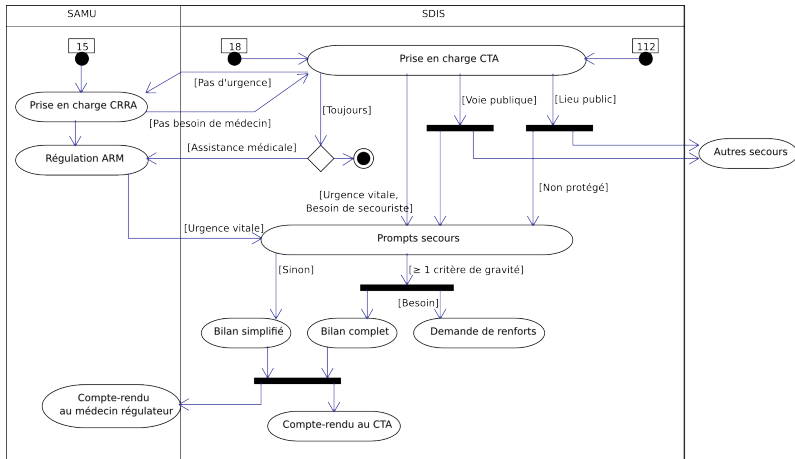 SAMU
SDIS
15
18
112
Prise en charge CTA
[Pas d'urgence]
Prise en charge CRRA
[Voie publique]
[Lieu public]
[Toujours]
[Pas besoin de médecin]
[Assistance médicale]
Régulation ARM
Autres secours
[Urgence vitale,
Besoin de secouriste]
[Non protégé]
[Urgence vitale]
Prompts secours
[Sinon]
[≥ 1 critère de gravité]
[Besoin]
Bilan simplifié
Bilan complet
Demande de renforts
Compte-rendu
au médecin régulateur
Compte-rendu au CTA